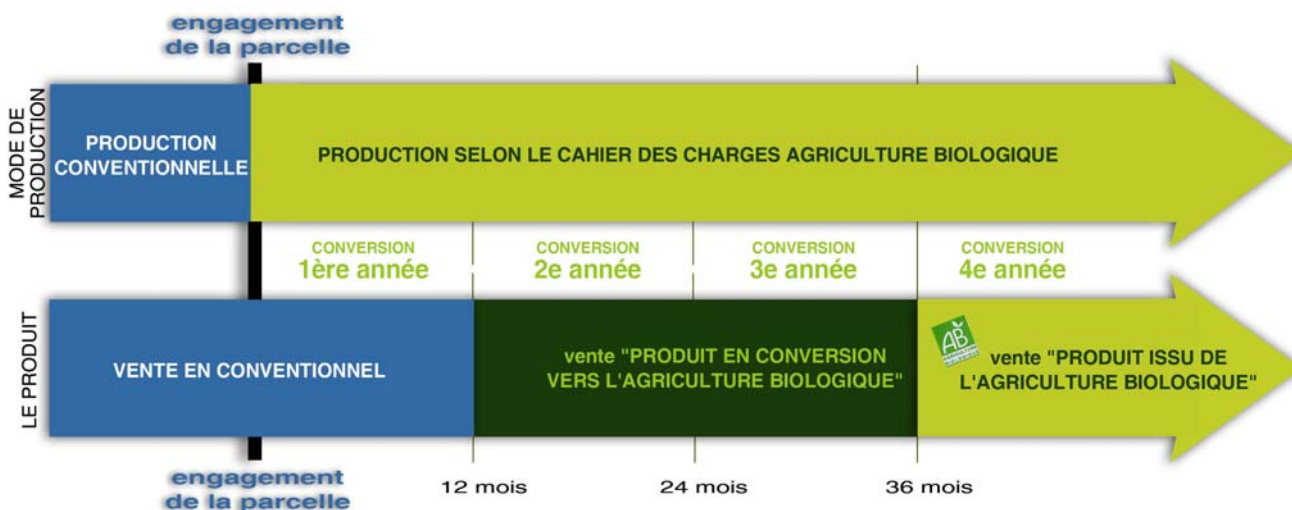 engagement
de la parcelle
MODE DE
PRODUCTION
PRODUCTION
CONVENTIONNELLE
PRODUCTION SELON LE CAHIER DES CHARGES AGRICULTURE BIOLOGIQUE
CONVERSION
1ère année
CONVERSION
2e année
CONVERSION
3e année
CONVERSION
4e année
LE PRODUIT
VENTE EN CONVENTIONNEL
vente "PRODUIT EN CONVERSION
VERS L'AGRICULTURE BIOLOGIQUE"
AB
vente "PRODUIT ISSU DE
L'AGRICULTURE BIOLOGIQUE"
engagement
de la parcelle
12 mois
24 mois
36 mois